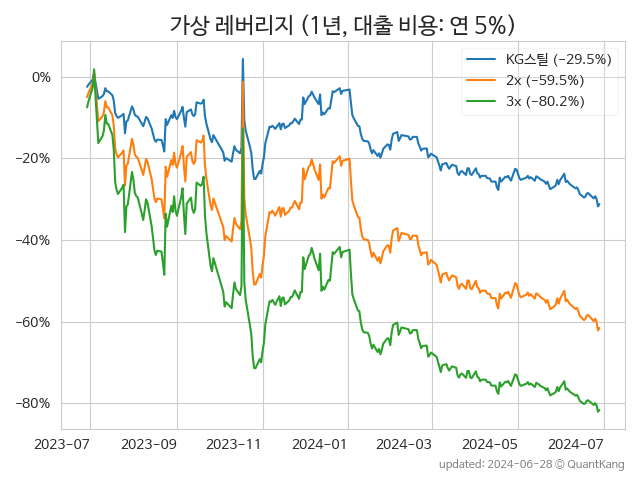 가상 레버리지 (1년, 대출 비용: 연 5%)
KG스틸 (−29.5%)
2x (−59.5%)
3x (−80.2%)
0%
−20%
−40%
−60%
−80%
2023-07 2023-09 2023-11 2024-01 2024-03 2024-05 2024-07
updated: 2024-06-28 © QuantKang